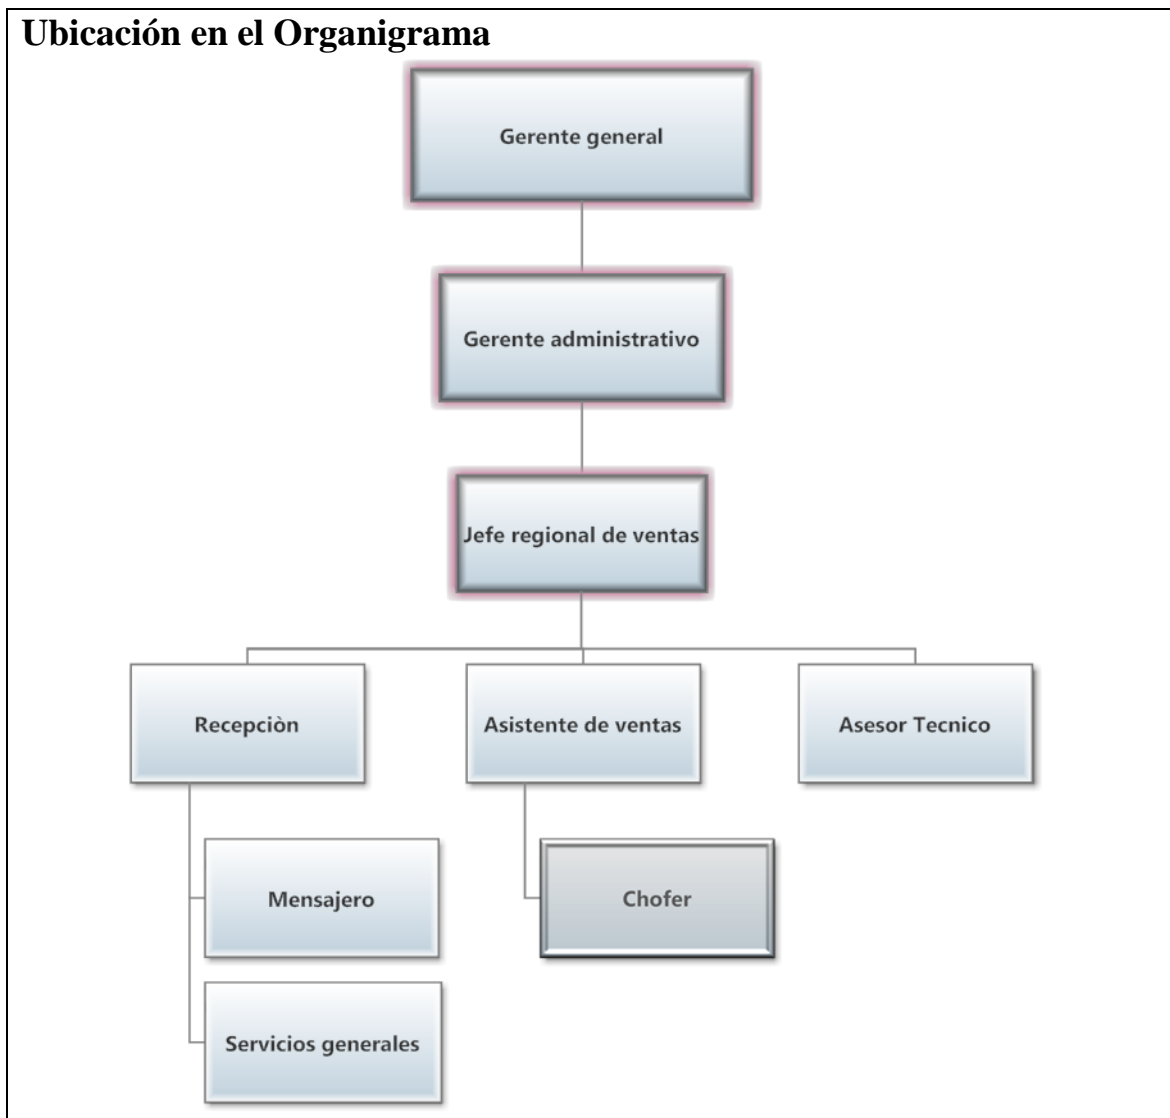 Ubicación en el Organigrama
Gerente general
Gerente administrativo
Jefe regional de ventas
Recepciòn
Asistente de ventas
Asesor Tecnico
Mensajero
Chofer
Servicios generales